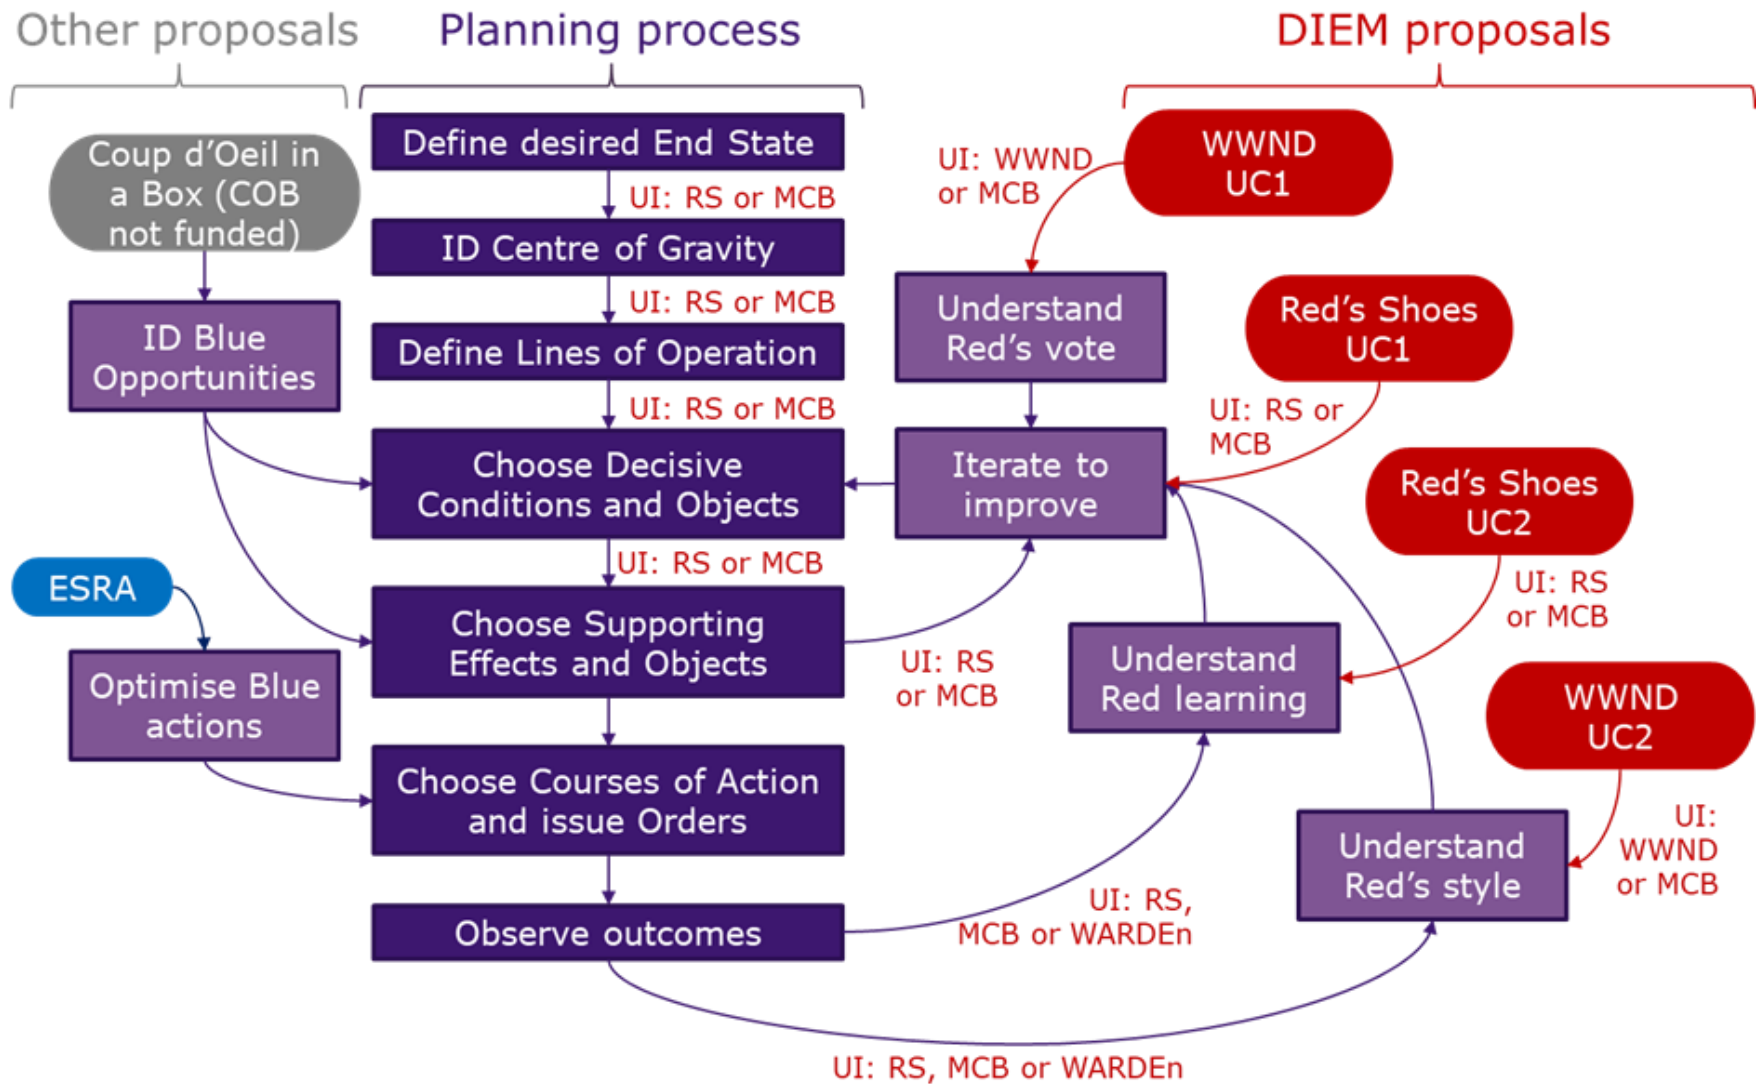 Other proposals
Planning process
DIEM proposals
Coup d’Oeil in
a Box (COB
not funded)
ID Blue
Opportunities
ESRA
Optimise Blue
actions
Define desired End State
UI: RS or MCB
ID Centre of Gravity
UI: RS or MCB
Define Lines of Operation
UI: RS or MCB
Choose Decisive
Conditions and Objects
UI: RS or MCB
Choose Supporting
Effects and Objects
Choose Courses of Action
and issue Orders
Observe outcomes
UI: WWND
or MCB
WWND
UC1
Understand
Red’s vote
Red’s Shoes
UC1
UI: RS or
MCB
Iterate to
improve
Red’s Shoes
UC2
UI: RS
or MCB
UI: RS
or MCB
Understand
Red learning
WWND
UC2
UI:
WWND
or MCB
Understand
Red’s style
UI: RS,
MCB or WARDEn
UI: RS, MCB or WARDEn